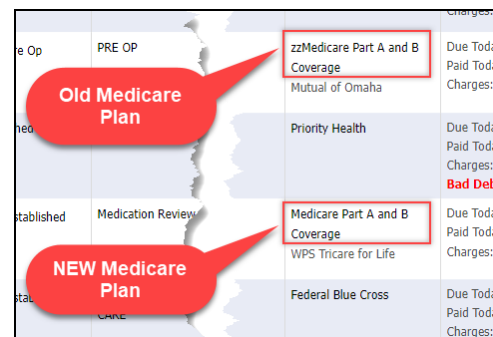 Charges:
re Op
PRE OP
zzMedicare Part A and B
Coverage
Mutual of Omaha
Due Toda
Paid Toda
Charges:
Old Medicare
Plan
hed
Priority Health
Due Toda
Paid Toda
Charges:
Bad Deb
stablished
Medication Review
Medicare Part A and B
Coverage
WPS Tricare for Life
Due Toda
Paid Toda
Charges:
NEW Medicare
Plan
stab
CARE
Federal Blue Cross
Due Toda
Paid Toda
Charges: